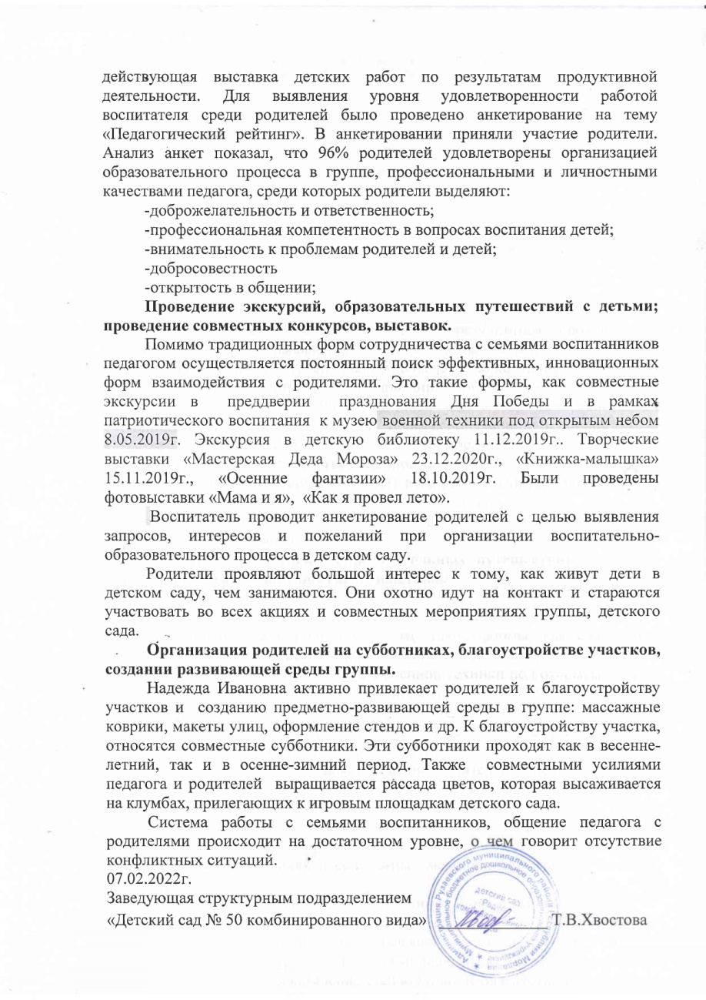 действующая выставка детских работ по результатам продуктивной
деятельности. Для выявления уровня удовлетворенности работой
воспитателя среди родителей было проведено анкетирование на тему
«Педагогический рейтинг». В анкетировании приняли участие родители.
Анализ анкет показал, что 96% родителей удовлетворены организацией
образовательного процесса в группе, профессиональными и личностными
качествами педагога, среди которых родители выделяют:
-доброжелательность и ответственность;
-профессиональная компетентность в вопросах воспитания детей;
-внимательность к проблемам родителей и детей;
-добросовестность
-открытость в общении;
Проведение экскурсий, образовательных путешествий с детьми;
проведение совместных конкурсов, выставок.
Помимо традиционных форм сотрудничества с семьями воспитанников
педагогом осуществляется постоянный поиск эффективных, инновационных
форм взаимодействия с родителями. Это такие формы, как совместные
экскурсии в преддверии празднования Дня Победы и в рамках
патриотического воспитания к музею военной техники под открытым небом
8.05.2019г. Экскурсия в детскую библиотеку 11.12.2019г.. Творческие
выставки «Мастерская Деда Мороза» 23.12.2020г., «Книжка-малышка»
15.11.2019г., «Осенние фантазии» 18.10.2019г. Были проведены
фотовыставки «Мама и я», «Как я провел лето».
Воспитатель проводит анкетирование родителей с целью выявления
запросов, интересов и пожеланий при организации воспитательно-
образовательного процесса в детском саду.
Родители проявляют большой интерес к тому, как живут дети в
детском саду, чем занимаются. Они охотно идут на контакт и стараются
участвовать во всех акциях и совместных мероприятиях группы, детского
сада.
Организация родителей на субботниках, благоустройстве участков,
создании развивающей среды группы.
Надежда Ивановна активно привлекает родителей к благоустройству
участков и созданию предметно-развивающей среды в группе: массажные
коврики, макеты улиц, оформление стендов и др. К благоустройству участка,
относятся совместные субботники. Эти субботники проходят как в весенне-
летний, так и в осенне-зимний период. Также совместными усилиями
педагога и родителей выращивается рассада цветов, которая высаживается
на клумбах, прилегающих к игровым площадкам детского сада.
Система работы с семьями воспитанников, общение педагога с
родителями происходит на достаточном уровне, о чем говорит отсутствие
конфликтных ситуаций.
07.02.2022г.
Заведующая структурным подразделением
«Детский сад № 50 комбинированного вида» Т.В.Хвостова
Администрация Рузаевского муниципального района Республики Мордовия
Муниципальное бюджетное дошкольное образовательное учреждение
детский сад